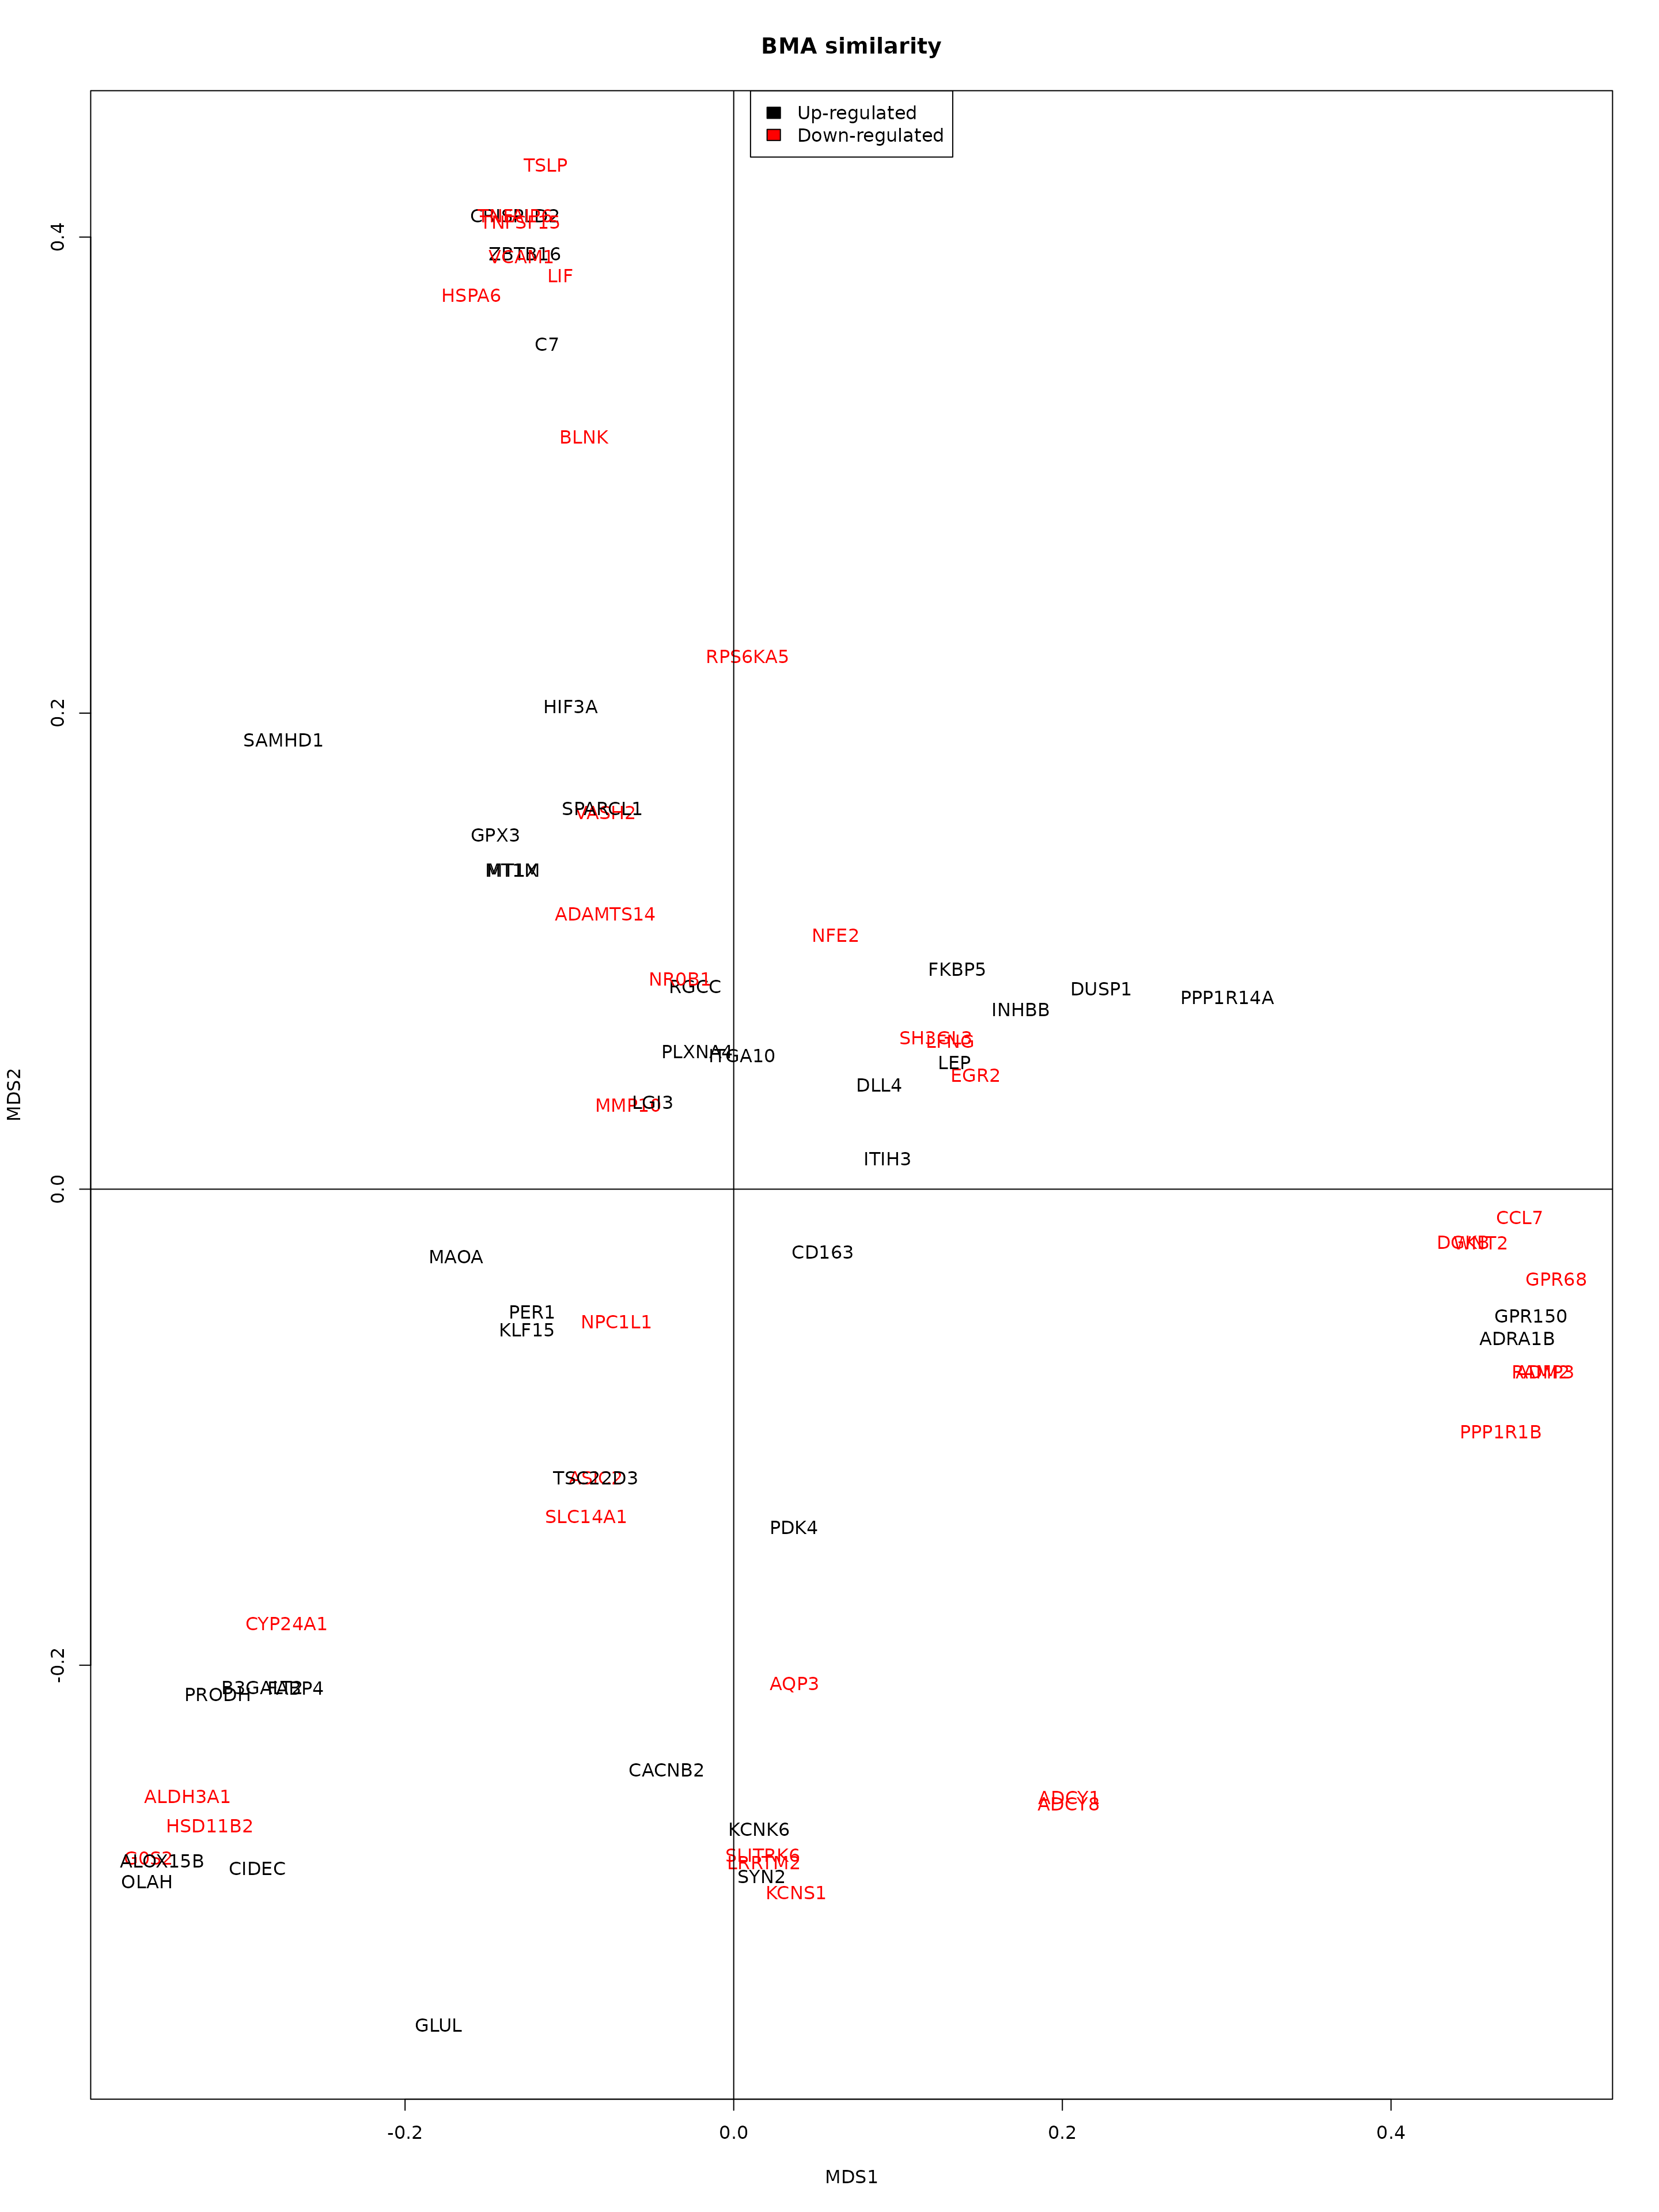 BMA similarity
Up-regulated
Down-regulated
TSLP
CRISPLD2
TNFSF15
ZBTB16
VCAM1
LIF
HSPA6
C7
BLNK
RPS6KA5
HIF3A
SAMHD1
SPARCL1
VASH2
GPX3
MT1X
MT1M
ADAMTS14
NFE2
FKBP5
NR0B1
RGCC
DUSP1
PPP1R14A
INHBB
SH3GL3
LFNG
PLXNA4
ITGA10
LEP
EGR2
DLL4
MMP10
LGI3
ITIH3
CCL7
DGKB
WNT2
CD163
MAOA
GPR68
PER1
GPR150
NPC1L1
KLF15
ADRA1B
RAMP3
ADM2
PPP1R1B
TSC22D3
ASIC2
SLC14A1
PDK4
CYP24A1
AQP3
B3GALT2
FABP4
PRODH
CACNB2
ALDH3A1
ADCY1
ADCY8
HSD11B2
KCNK6
SLITRK6
G0S2
ALOX15B
LRRTM2
CIDEC
SYN2
OLAH
KCNS1
GLUL
0.4
0.2
0.0
-0.2
MDS2
-0.2
0.0
0.2
0.4
MDS1